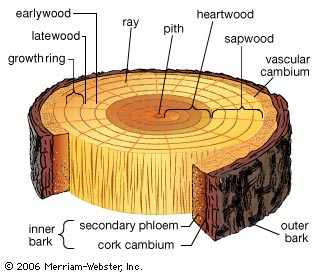 earlywood
latewood
growth ring
ray
pith
heartwood
sapwood
vascular
cambium
inner
bark
secondary phloem
cork cambium
outer
bark
© 2006 Merriam-Webster, Inc.